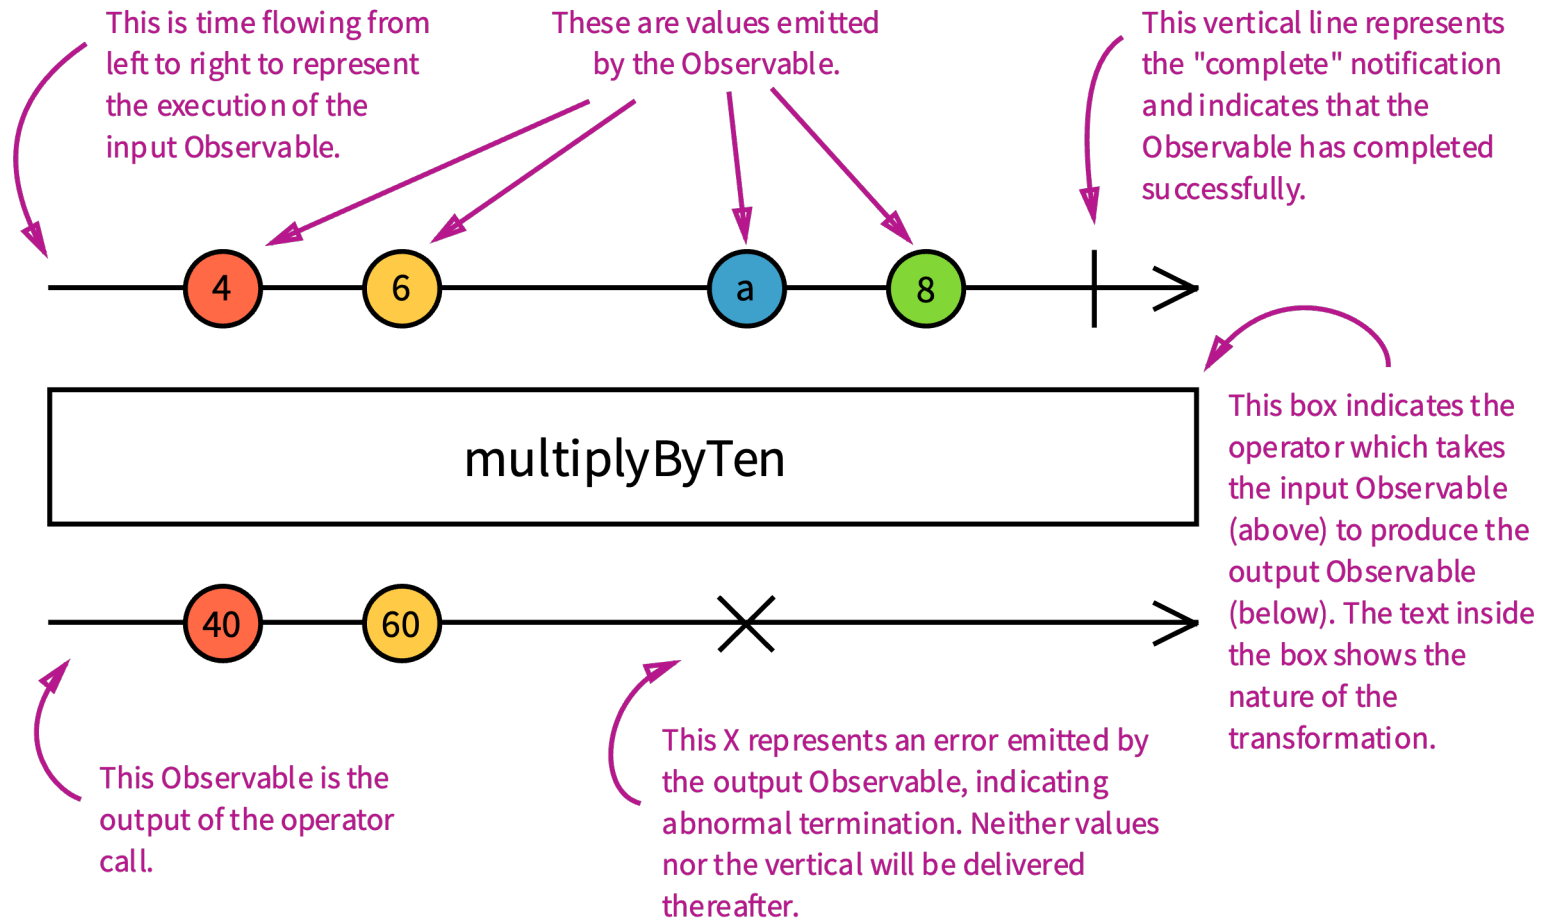 This is time flowing from
left to right to represent
the execution of the
input Observable.
These are values emitted
by the Observable.
This vertical line represents
the "complete" notification
and indicates that the
Observable has completed
successfully.
4
6
a
8
multiplyByTen
This box indicates the
operator which takes
the input Observable
(above) to produce the
output Observable
(below). The text inside
the box shows the
nature of the
transformation.
40
60
This Observable is the
output of the operator
call.
This X represents an error emitted by
the output Observable, indicating
abnormal termination. Neither values
nor the vertical will be delivered
thereafter.